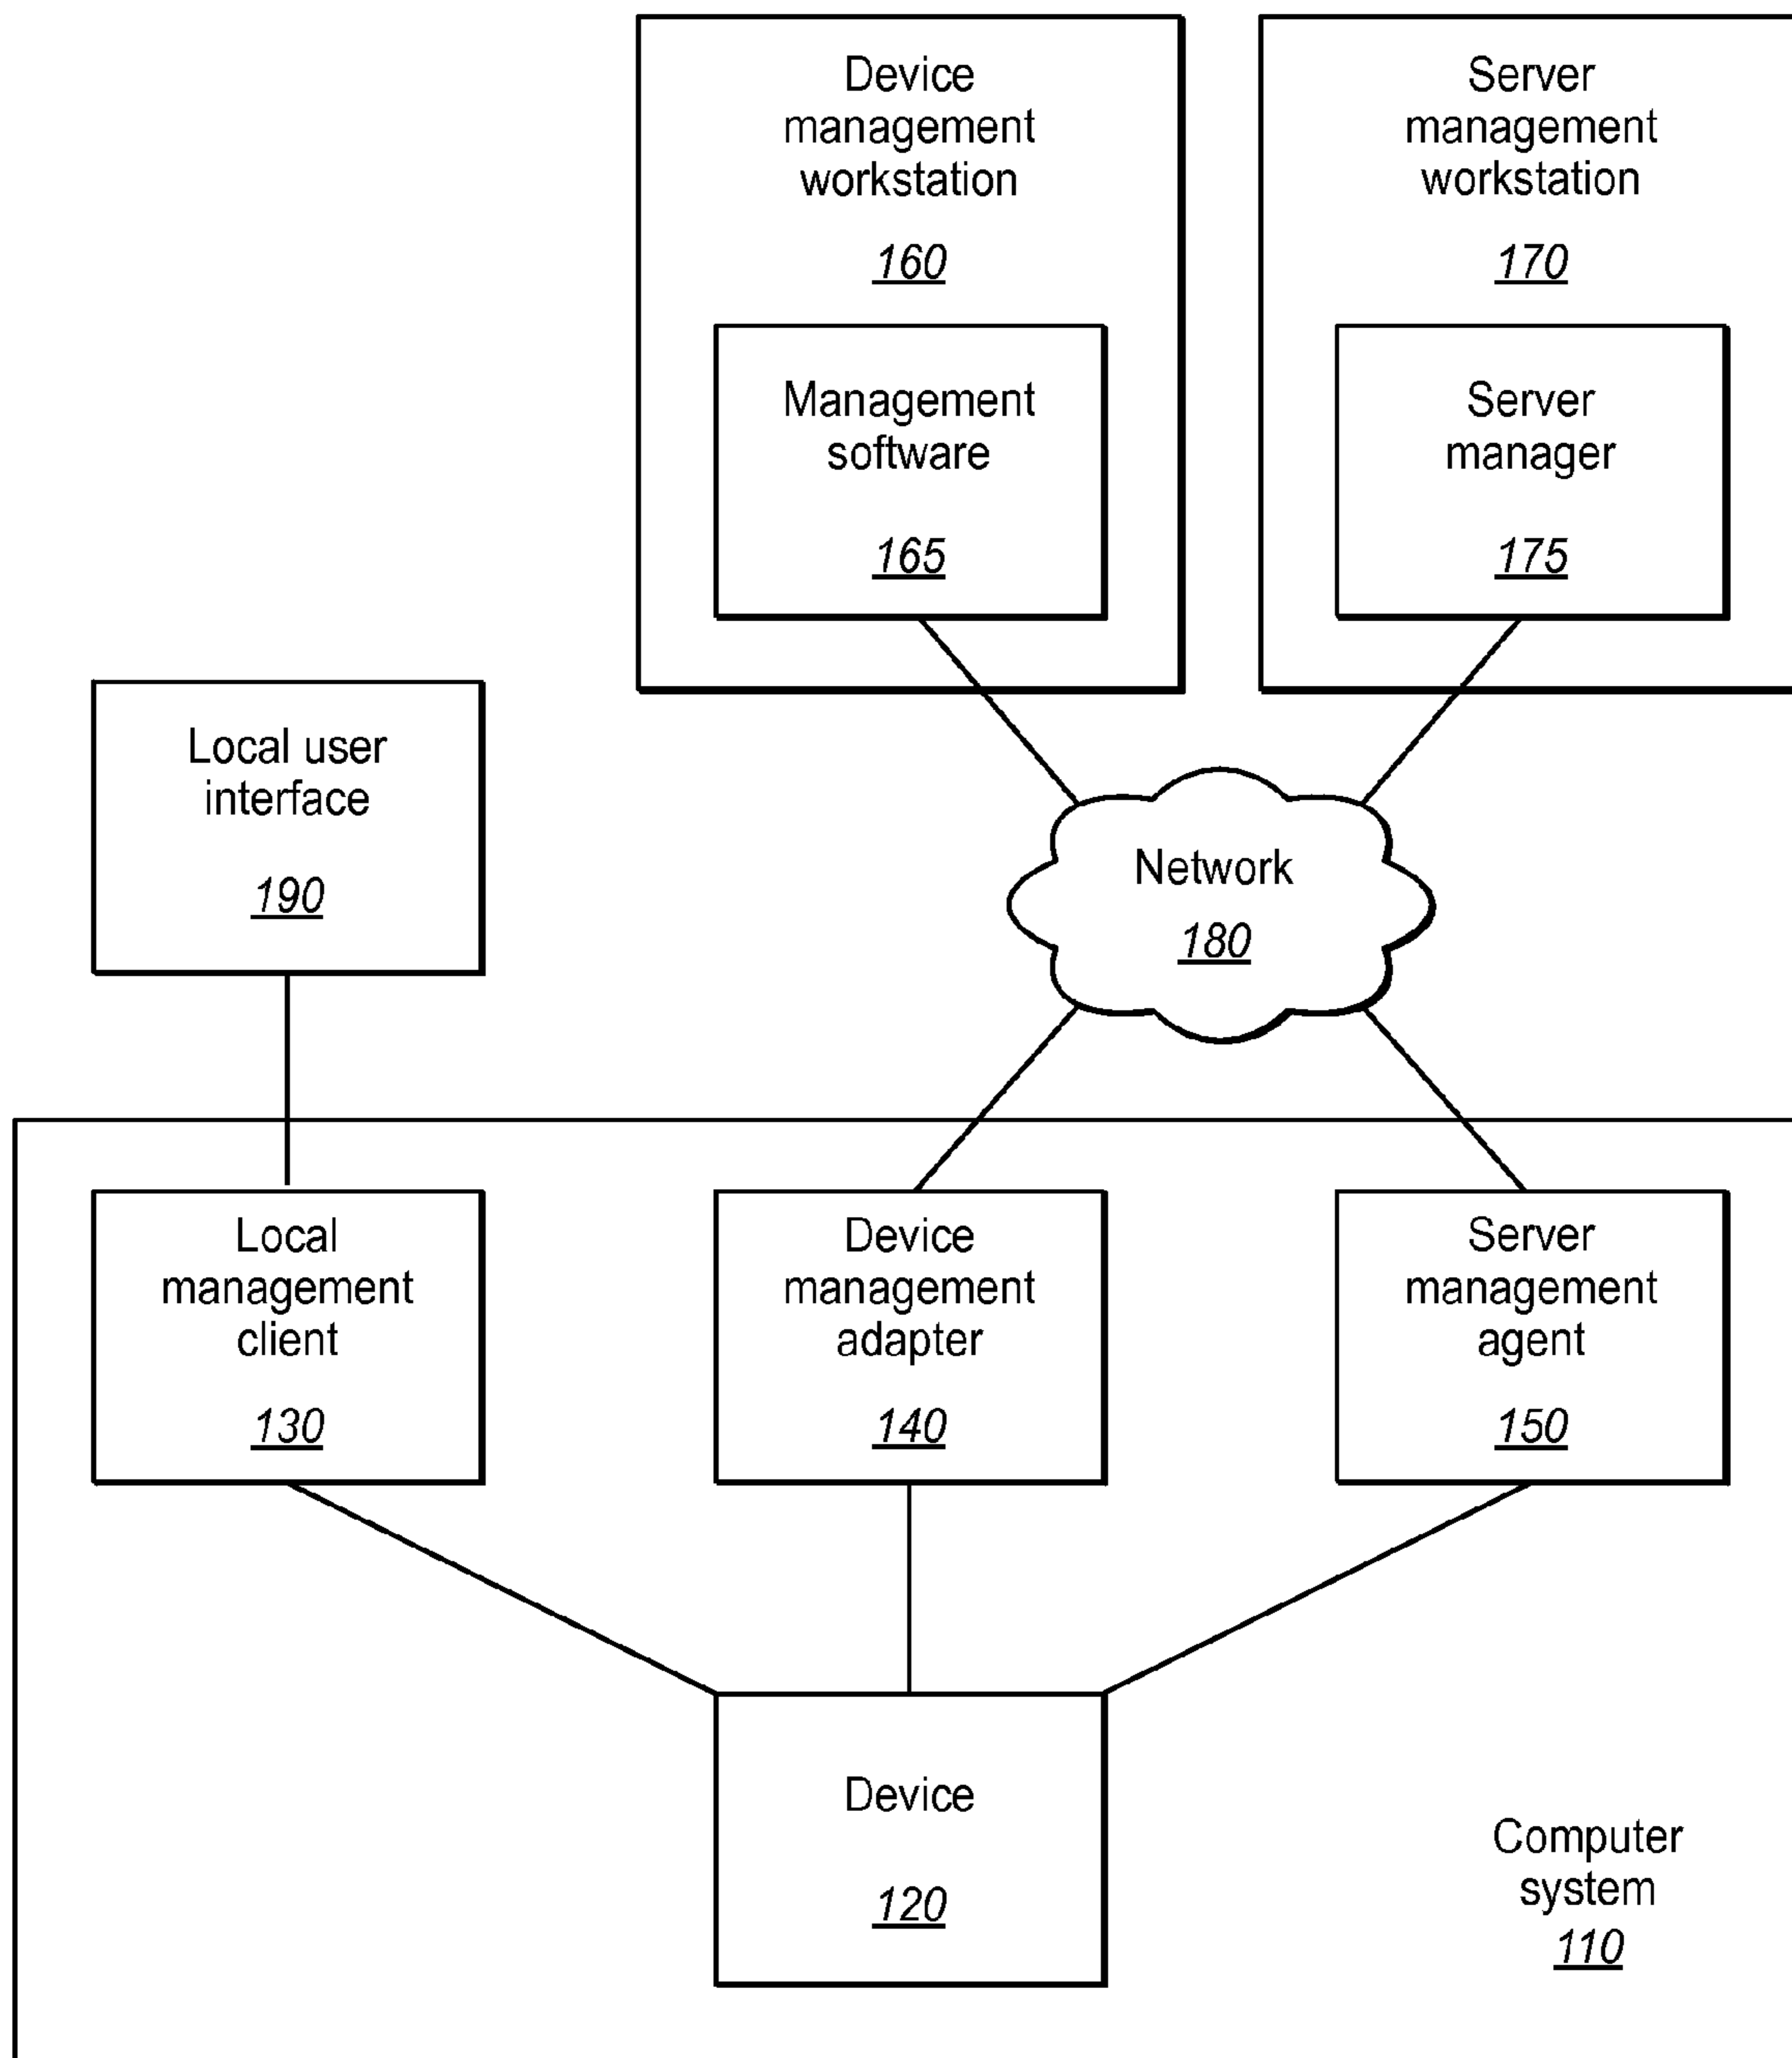 Device
management
workstation
160
Management
software
165
Server
management
workstation
170
Server
manager
175
Local user
interface
190
Network
180
Local
management
client
130
Device
management
adapter
140
Server
management
agent
150
Device
120
Computer
system
110